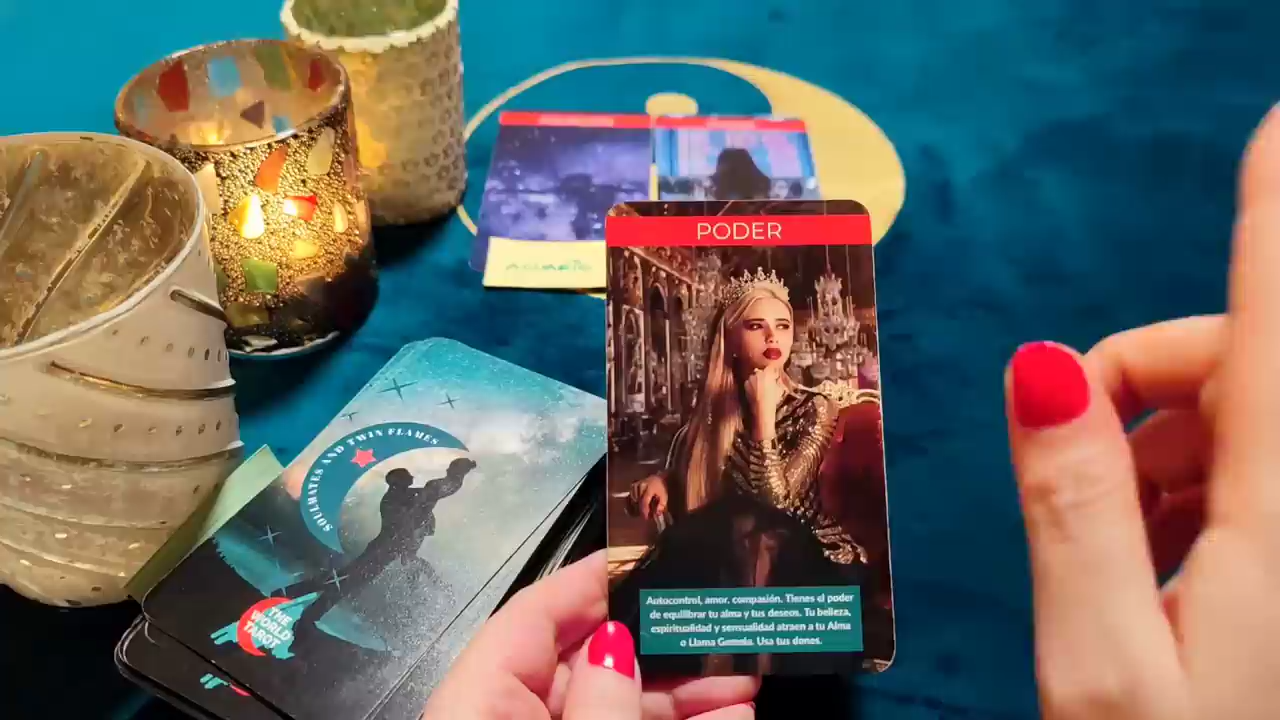 PODER
Autocontrol, amor, compasión. Tienes el poder
de equilibrar tu alma y tus deseos. Tu belleza,
espiritualidad y sensualidad atraen a tu Alma
o Llama Gemela. Usa tus dones.
SOULMATES AND TWIN FLAMES
THE
WORLD
TAROT